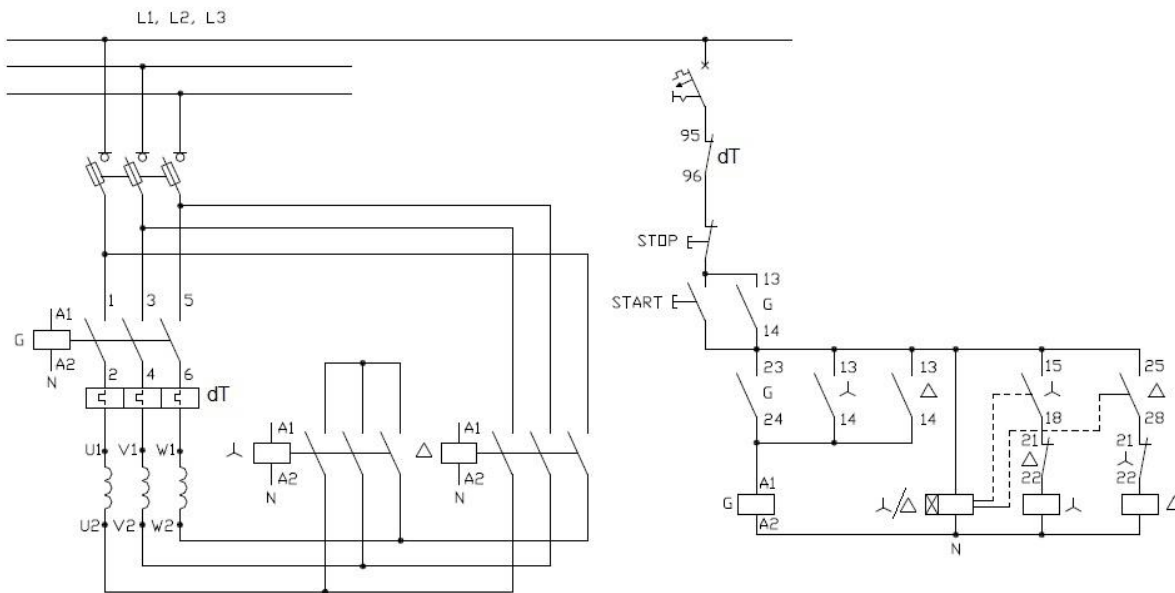 L1, L2, L3
95
dT
96
STOP
13
START
G
14
1 3 5
A1
G
A2
N
2 4 6
dT
23 13 13 15 25
G
24 14 14 18 28
U1 V1 W1
A1 A1
A2 A2
N N
21 21
22 22
A1
G
A2
U2 V2 W2
N